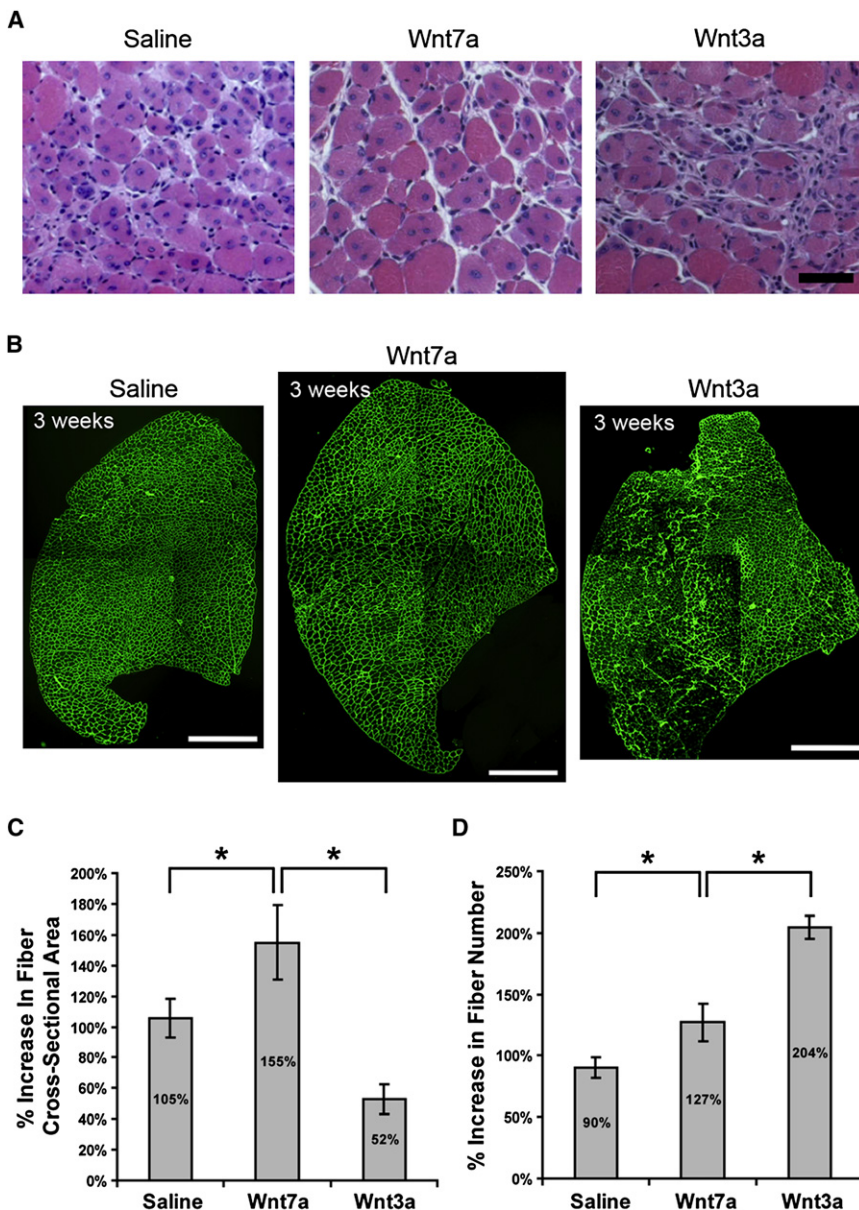 A
Saline
Wnt7a
Wnt3a
B
Saline
Wnt7a
Wnt3a
3 weeks
3 weeks
3 weeks
C
% Increase In Fiber
Cross-Sectional Area
200%
180%
160%
140%
120%
100%
80%
60%
40%
20%
0%
*
*
105%
155%
52%
Saline
Wnt7a
Wnt3a
D
% Increase in Fiber Number
250%
200%
150%
100%
50%
0%
*
*
90%
127%
204%
Saline
Wnt7a
Wnt3a